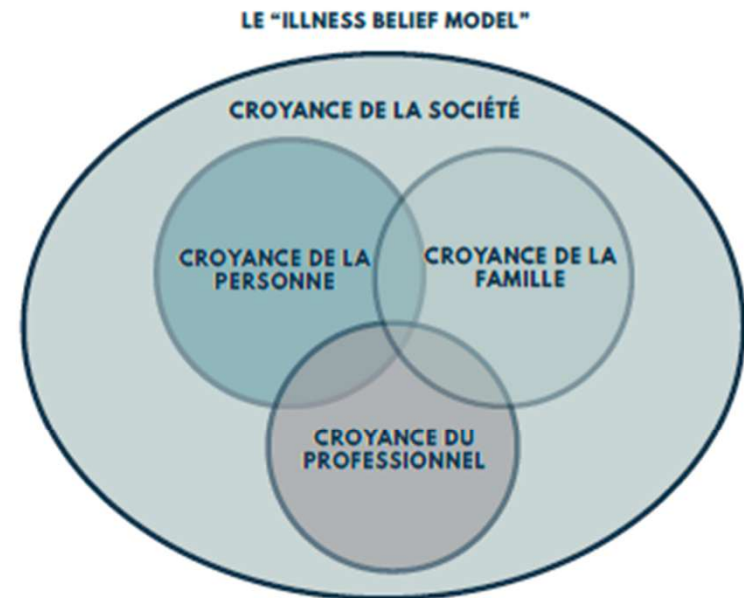 LE “ILLNESS BELIEF MODEL”
CROYANCE DE LA SOCIÉTÉ
CROYANCE DE LA
PERSONNE
CROYANCE DE LA
FAMILLE
CROYANCE DU
PROFESSIONNEL